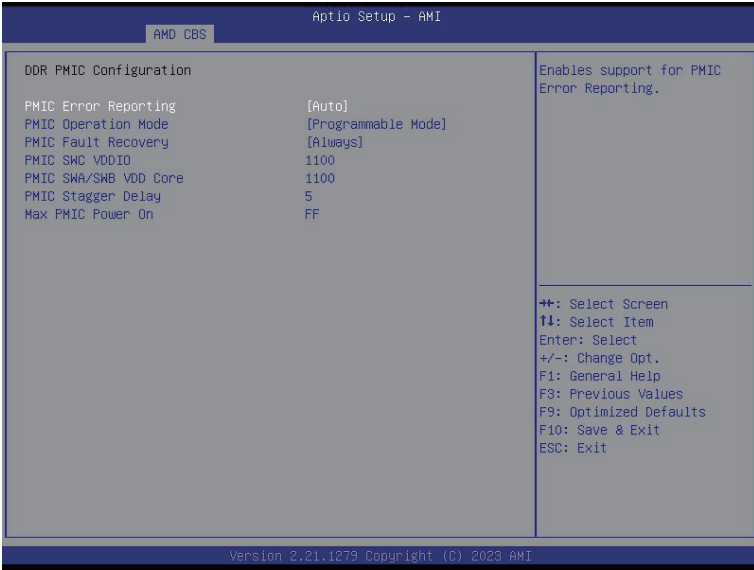 Aptio Setup – AMI
AMD CBS
DDR PMIC Configuration
PMIC Error Reporting [Auto]
PMIC Operation Mode [Programmable Mode]
PMIC Fault Recovery [Always]
PMIC SWC VDDIO 1100
PMIC SWA/SWB VDD Core 1100
PMIC Stagger Delay 5
Max PMIC Power On FF
Enables support for PMIC
Error Reporting.
→←: Select Screen
↑↓: Select Item
Enter: Select
+/-: Change Opt.
F1: General Help
F3: Previous Values
F9: Optimized Defaults
F10: Save & Exit
ESC: Exit
Version 2.21.1279 Copyright (C) 2023 AMI